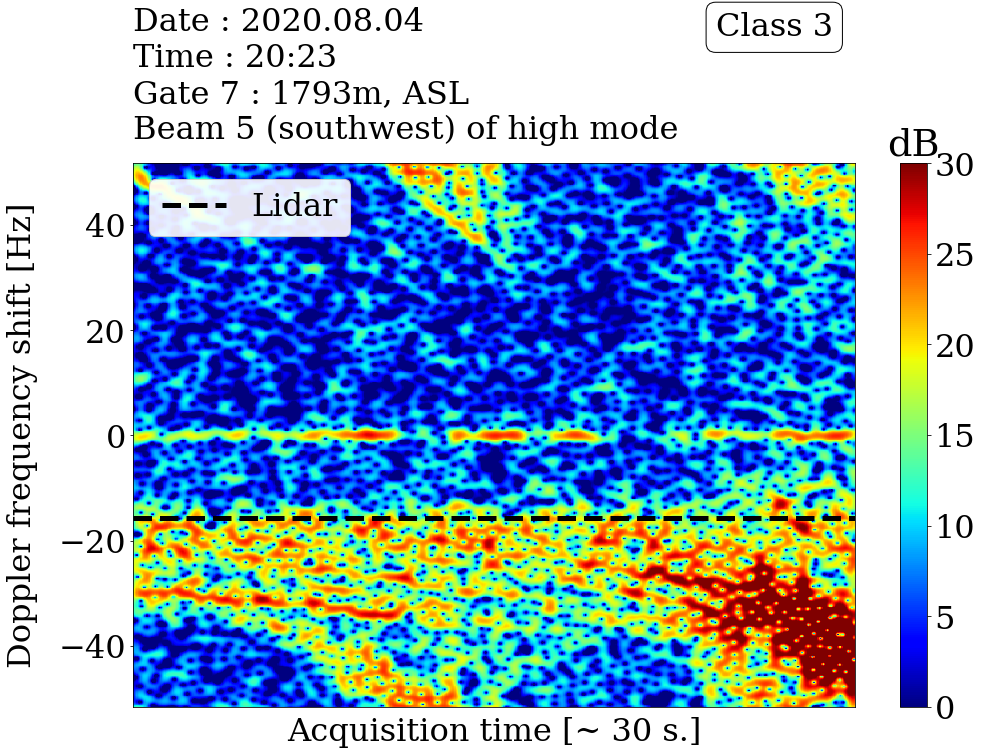 Date : 2020.08.04
Time : 20:23
Gate 7 : 1793m, ASL
Beam 5 (southwest) of high mode
Class 3
dB
Lidar
Doppler frequency shift [Hz]
40
20
0
−20
−40
Acquisition time [~ 30 s.]
30
25
20
15
10
5
0